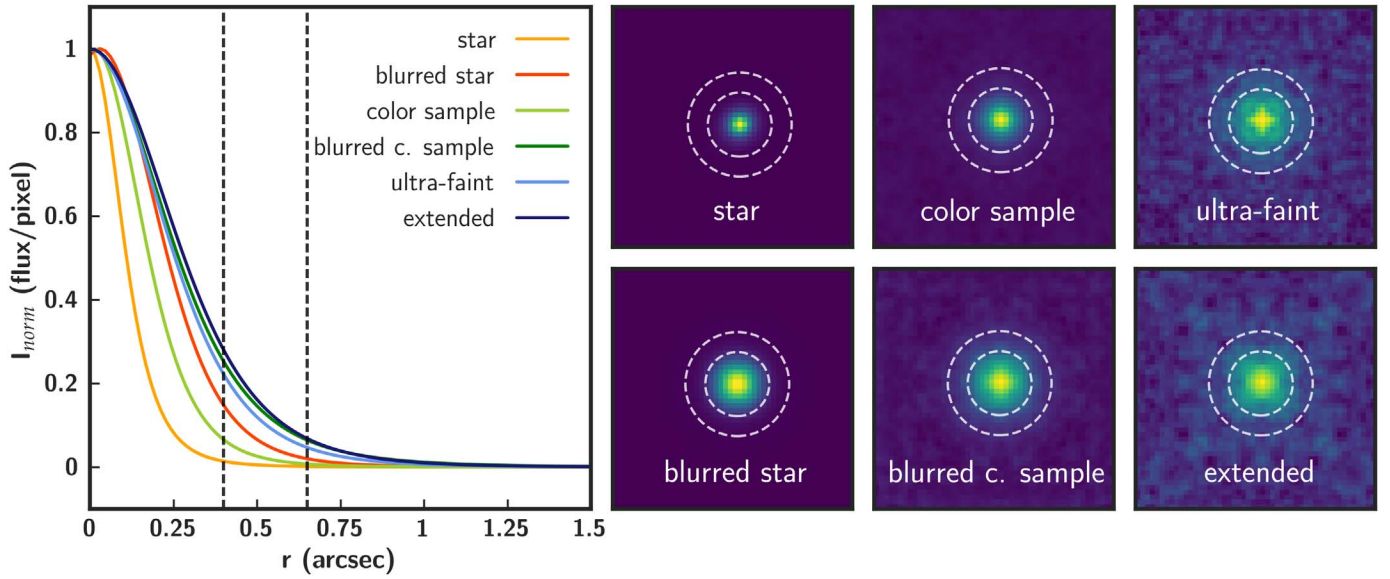 star
blurred star
color sample
blurred c. sample
ultra-faint
extended
1
0.8
0.6
0.4
0.2
0
I_norm (flux/pixel)
0
0.25
0.5
0.75
1
1.25
1.5
r (arcsec)
star
color sample
ultra-faint
blurred star
blurred c. sample
extended